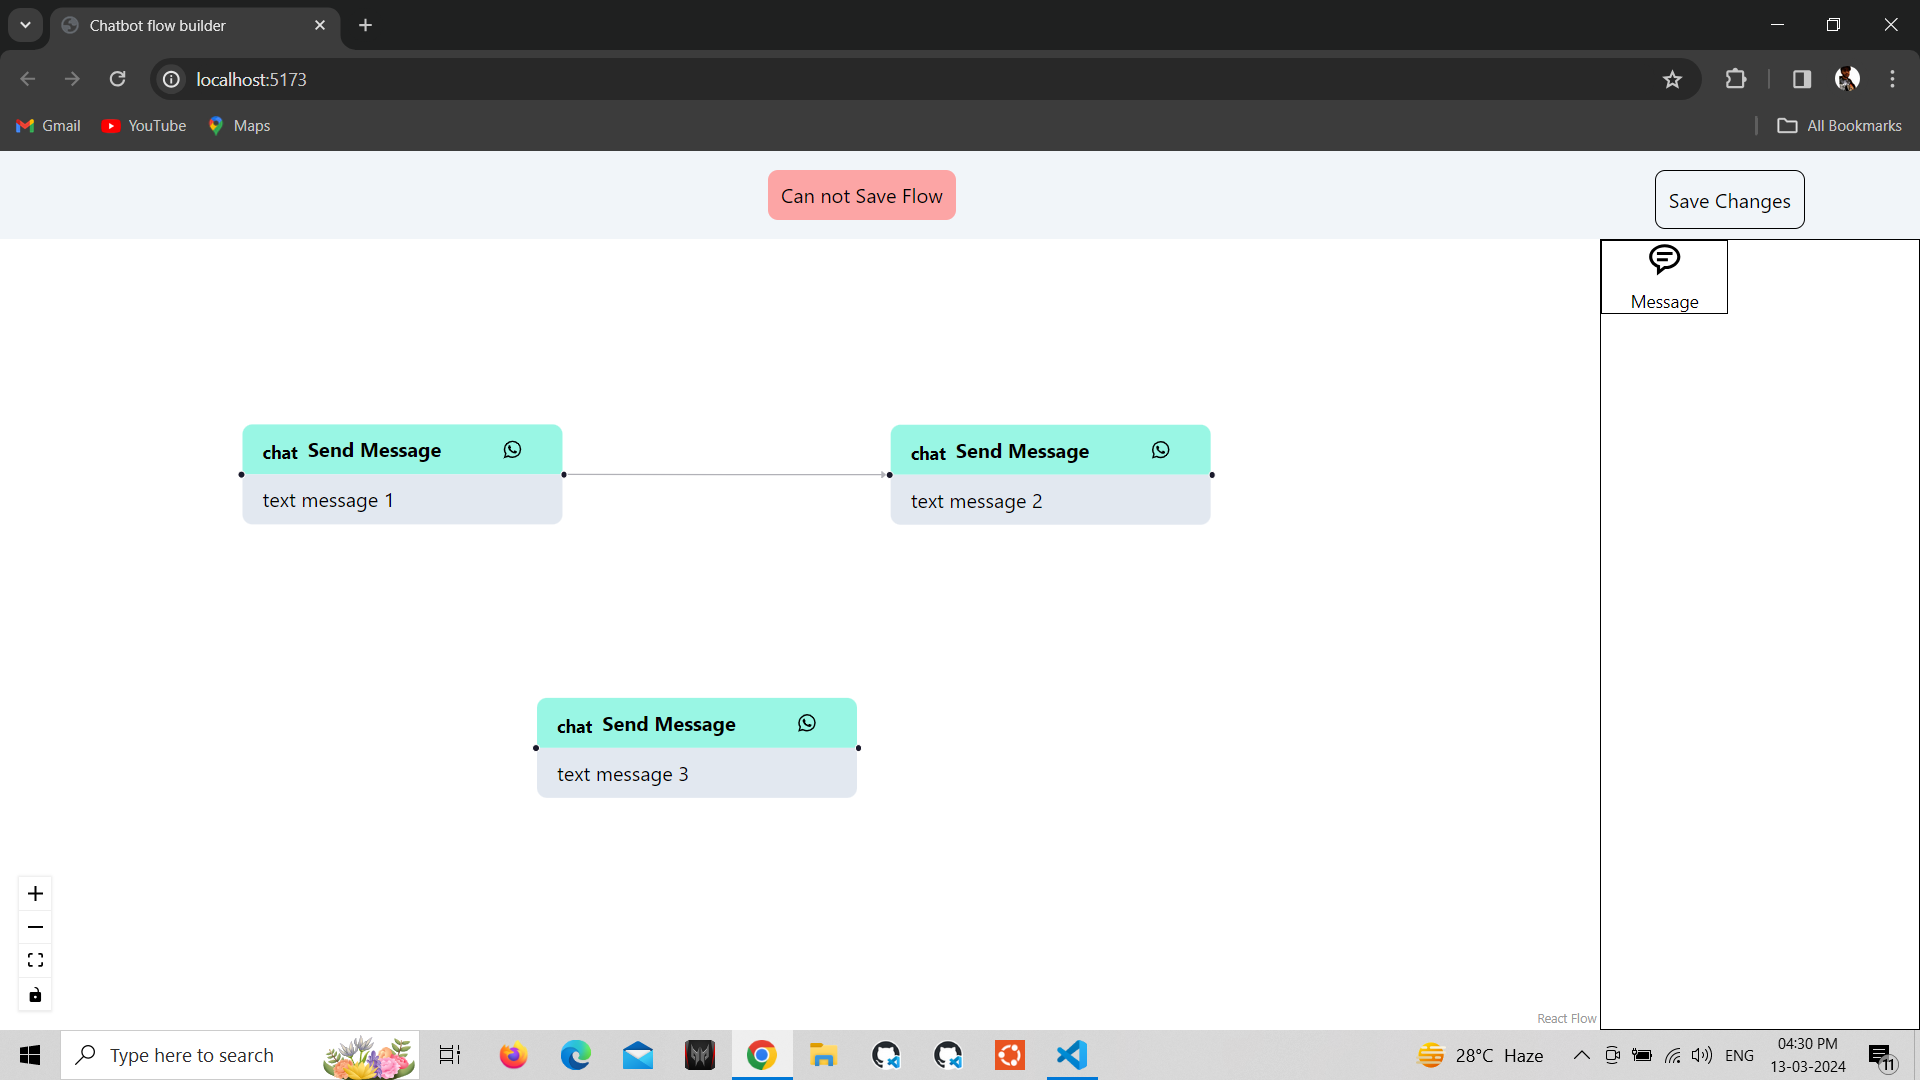 Chatbot flow builder
localhost:5173
Gmail
YouTube
Maps
All Bookmarks
Can not Save Flow
Save Changes
Message
chat Send Message
text message 1
chat Send Message
text message 2
chat Send Message
text message 3
React Flow
Type here to search
28°C Haze
ENG
04:30 PM
13-03-2024
11